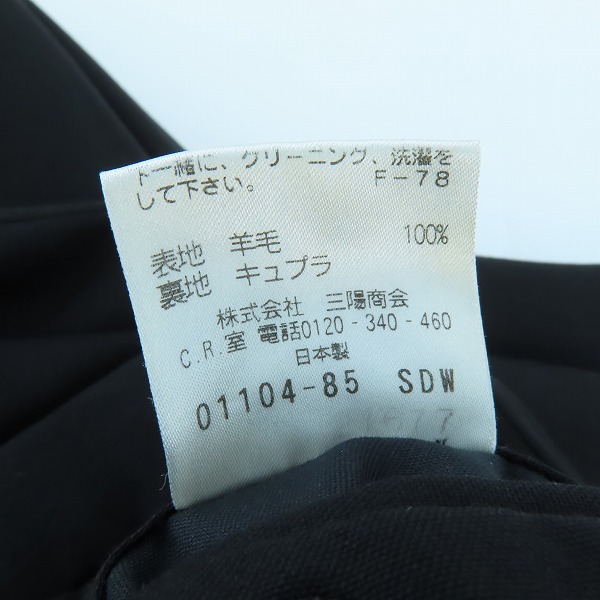 ト一緒に、クリーニング、洗濯を
して下さい。 F-78
表地 羊毛 100%
裏地 キュプラ
株式会社 三陽商会
C.R.室 電話0120-340-460
日本製
01104-85 SDW